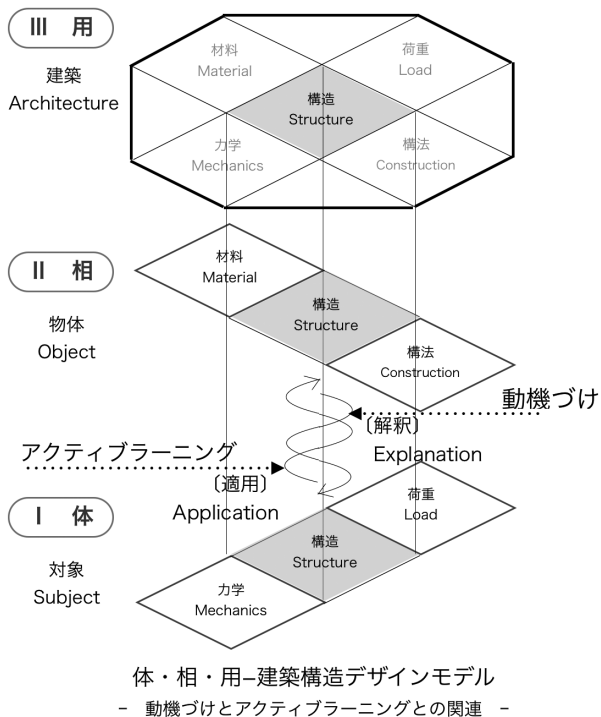 III 用
建築
Architecture
材料
Material
荷重
Load
構造
Structure
力学
Mechanics
構法
Construction
II 相
物体
Object
材料
Material
構造
Structure
構法
Construction
動機づけ
〔解釈〕
Explanation
アクティブラーニング
〔適用〕
Application
I 体
対象
Subject
荷重
Load
構造
Structure
力学
Mechanics
体・相・用–建築構造デザインモデル
– 動機づけとアクティブラーニングとの関連 –